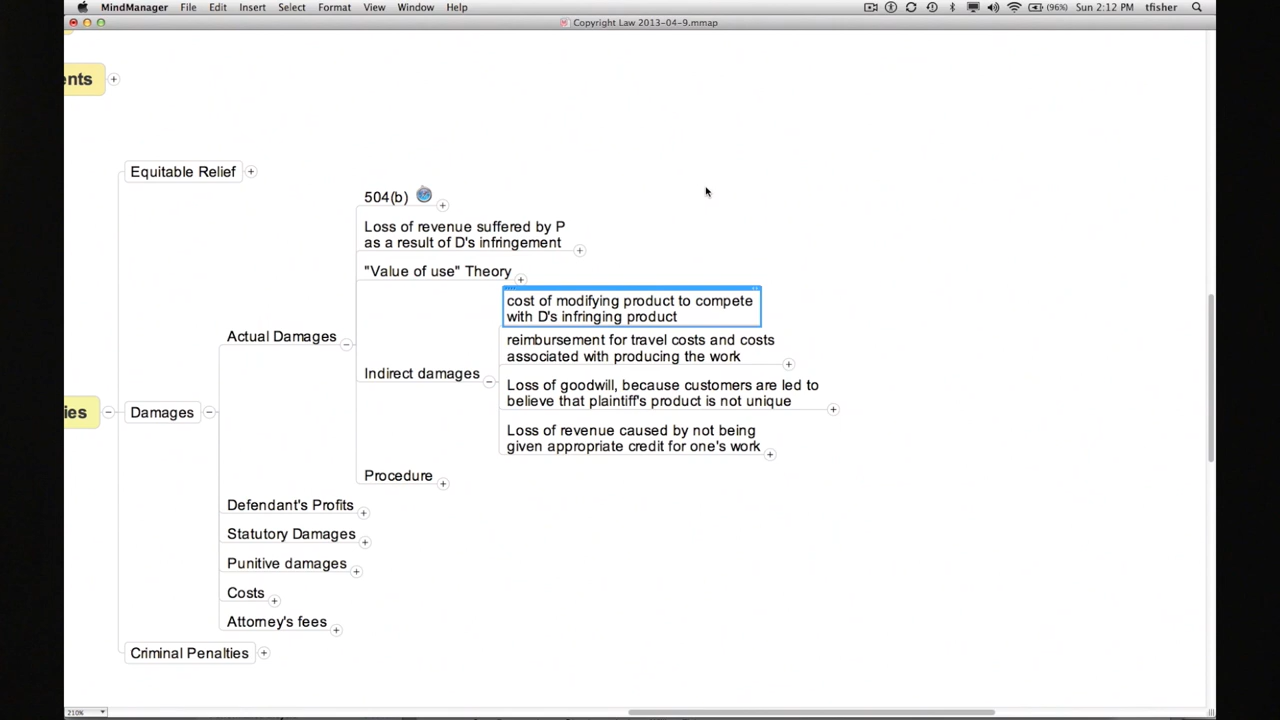 MindManager File Edit Insert Select Format View Window Help (96%) Sun 2:12 PM tfisher
Copyright Law 2013-04-9.mmap
ents
Equitable Relief
504(b)
Loss of revenue suffered by P
as a result of D's infringement
"Value of use" Theory
cost of modifying product to compete
with D's infringing product
reimbursement for travel costs and costs
associated with producing the work
Actual Damages
Indirect damages
Loss of goodwill, because customers are led to
believe that plaintiff's product is not unique
ies
Damages
Loss of revenue caused by not being
given appropriate credit for one's work
Procedure
Defendant's Profits
Statutory Damages
Punitive damages
Costs
Attorney's fees
Criminal Penalties
210%